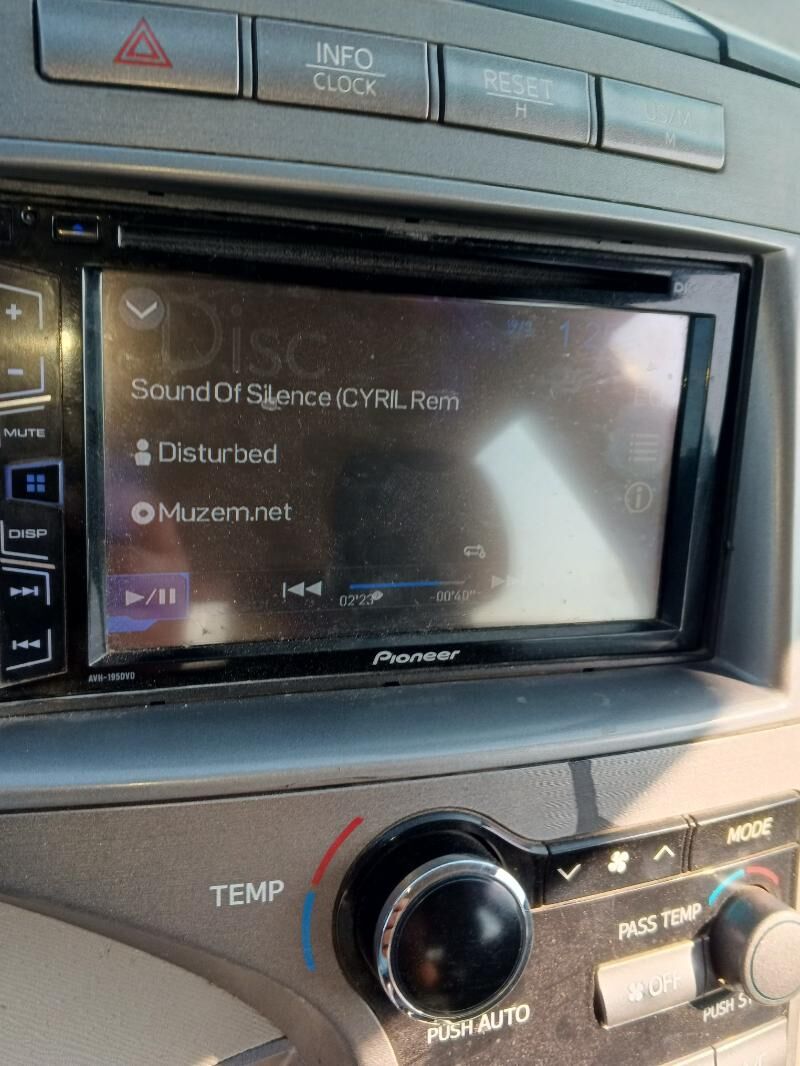 INFO
CLOCK
RESET
H
M
Disc
Sound Of Silence (CYRIL Rem
Disturbed
Muzem.net
02'23"
-00'40"
+
-
MUTE
DISP
Pioneer
AVH-195DVD
TEMP
PUSH AUTO
MODE
PASS TEMP
OFF